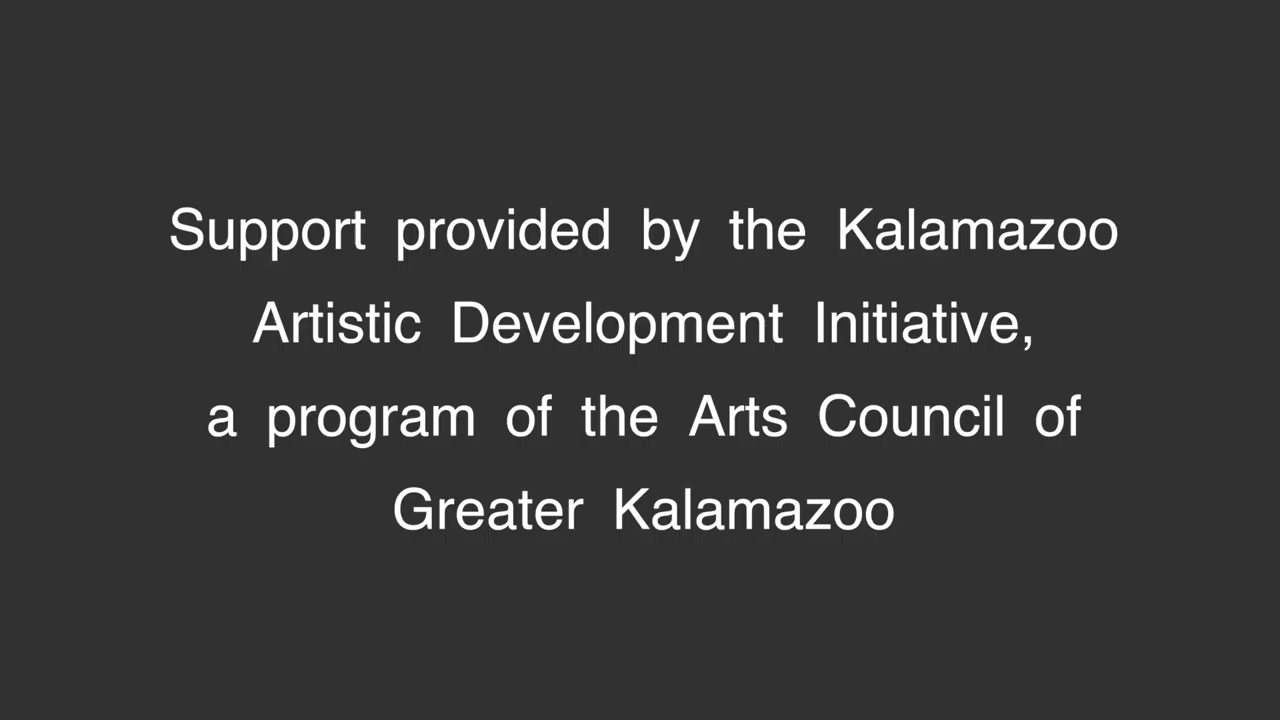 Support provided by the Kalamazoo
Artistic Development Initiative,
a program of the Arts Council of
Greater Kalamazoo